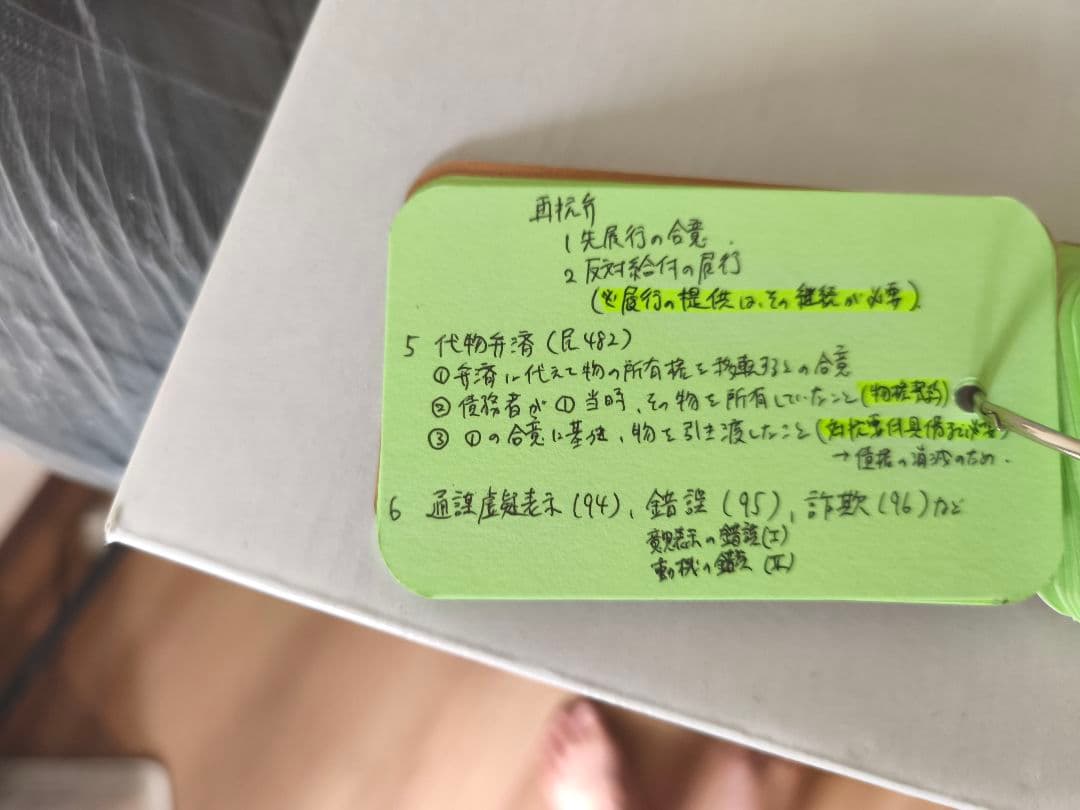 再抗弁
1 先履行の合意
2 反対給付の履行
(※履行の提供は、その継続が必要)
5 代物弁済(民482)
① 弁済に代えて物の所有権を移転するとの合意
② 債務者が①当時、その物を所有していたこと(物権契約)
③ ①の合意に基き、物を引き渡したこと(対抗要件具備まで必要)
→債権の消滅のため.
6 通謀虚偽表示(94)、錯誤(95)、詐欺(96)など
意思表示の錯誤(I)
動機の錯誤(II)